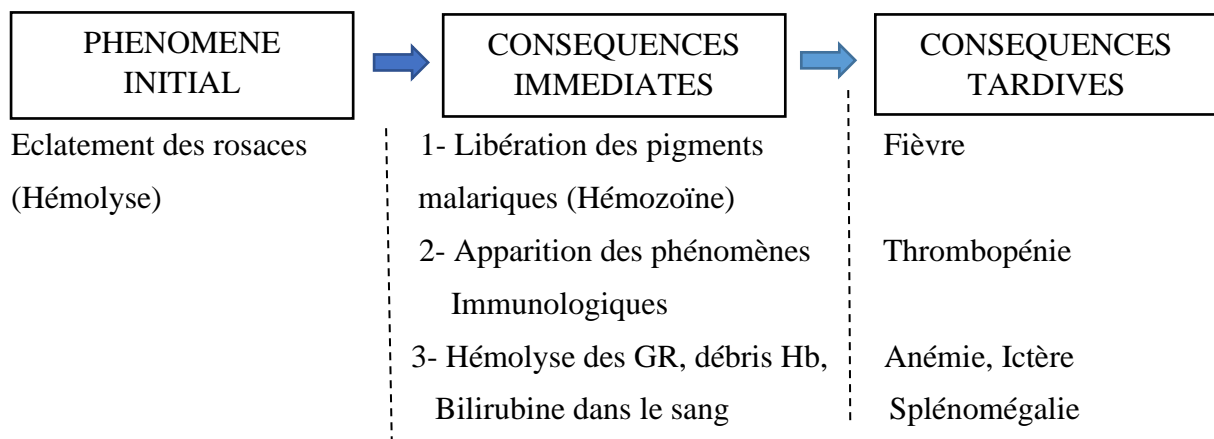 PHENOMENE
INITIAL
CONSEQUENCES
IMMEDIATES
CONSEQUENCES
TARDIVES
Eclatement des rosaces
(Hémolyse)
1- Libération des pigments
malariques (Hémozoïne)
2- Apparition des phénomènes
Immunologiques
3- Hémolyse des GR, débris Hb,
Bilirubine dans le sang
Fièvre
Thrombopénie
Anémie, Ictère
Splénomégalie